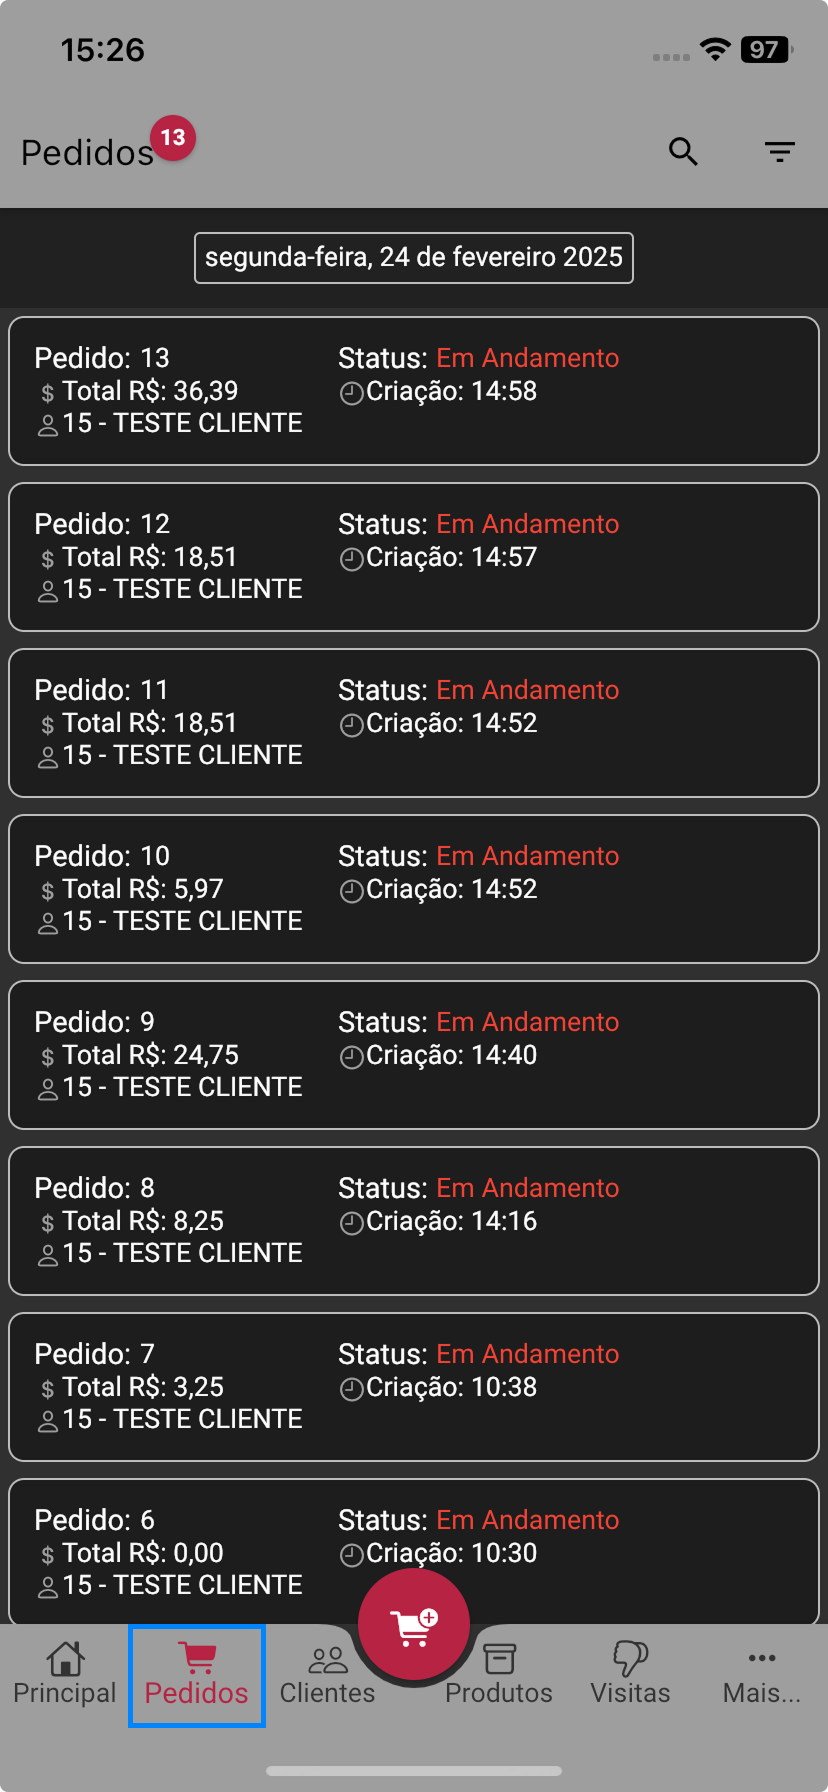 15:26
97
Pedidos 13
segunda-feira, 24 de fevereiro 2025
Pedido: 13 Status: Em Andamento
$ Total R$: 36,39 Criação: 14:58
15 - TESTE CLIENTE
Pedido: 12 Status: Em Andamento
$ Total R$: 18,51 Criação: 14:57
15 - TESTE CLIENTE
Pedido: 11 Status: Em Andamento
$ Total R$: 18,51 Criação: 14:52
15 - TESTE CLIENTE
Pedido: 10 Status: Em Andamento
$ Total R$: 5,97 Criação: 14:52
15 - TESTE CLIENTE
Pedido: 9 Status: Em Andamento
$ Total R$: 24,75 Criação: 14:40
15 - TESTE CLIENTE
Pedido: 8 Status: Em Andamento
$ Total R$: 8,25 Criação: 14:16
15 - TESTE CLIENTE
Pedido: 7 Status: Em Andamento
$ Total R$: 3,25 Criação: 10:38
15 - TESTE CLIENTE
Pedido: 6 Status: Em Andamento
$ Total R$: 0,00 Criação: 10:30
15 - TESTE CLIENTE
Principal Pedidos Clientes Produtos Visitas Mais...